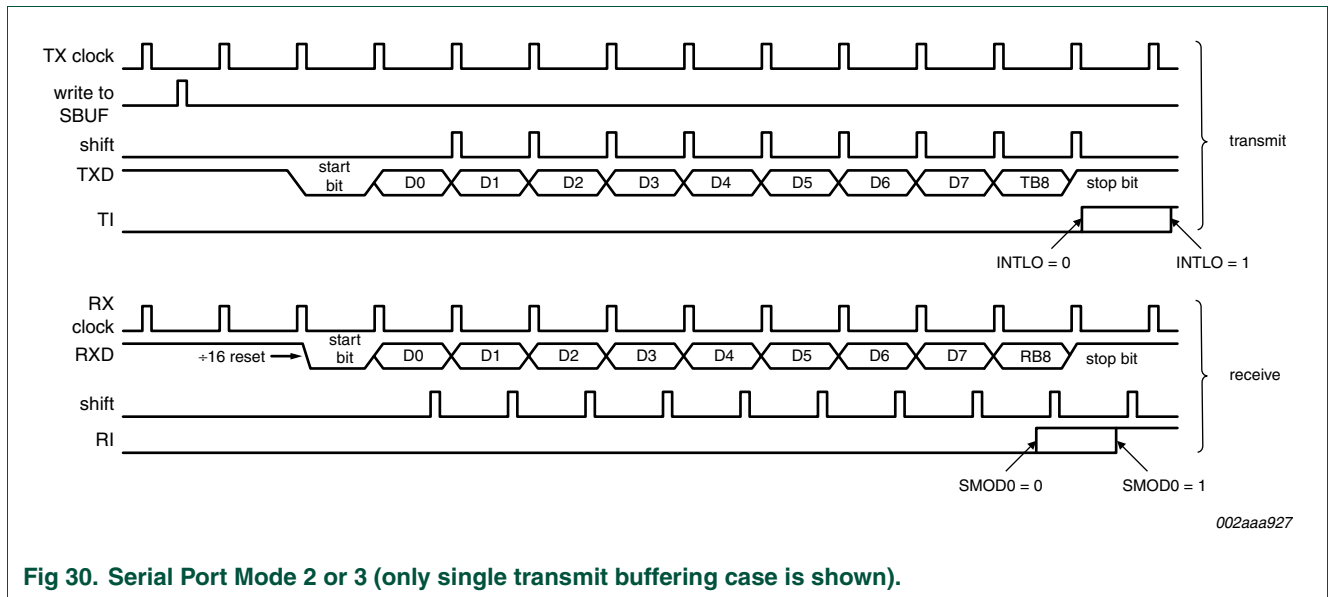 TX clock
write to
SBUF
shift
start
bit
TXD
D0 D1 D2 D3 D4 D5 D6 D7 TB8 stop bit
TI
INTLO = 0 INTLO = 1
transmit
RX
clock
÷16 reset
start
bit
RXD
D0 D1 D2 D3 D4 D5 D6 D7 RB8 stop bit
shift
RI
SMOD0 = 0 SMOD0 = 1
receive
002aaa927
Fig 30. Serial Port Mode 2 or 3 (only single transmit buffering case is shown).